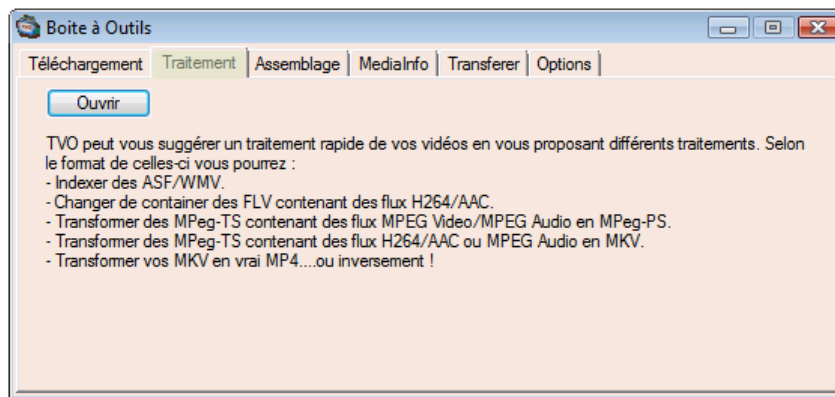 Boite à Outils
Téléchargement Traitement Assemblage MediaInfo Transferer Options
Ouvrir
TVO peut vous suggérer un traitement rapide de vos vidéos en vous proposant différents traitements. Selon
le format de celles-ci vous pourrez :
- Indexer des ASF/WMV.
- Changer de container des FLV contenant des flux H264/AAC.
- Transformer des MPeg-TS contenant des flux MPEG Video/MPEG Audio en MPeg-PS.
- Transformer des MPeg-TS contenant des flux H264/AAC ou MPEG Audio en MKV.
- Transformer vos MKV en vrai MP4....ou inversement !